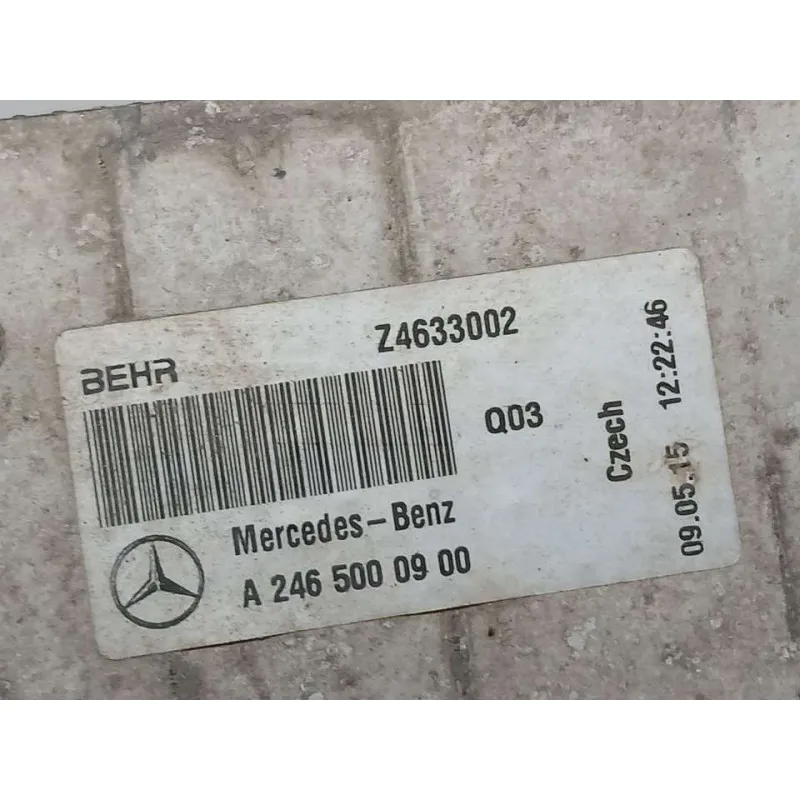 BEHR
Z4633002
Q03
Mercedes-Benz
A 246 500 09 00
Czech
09.05.15 12:22:46